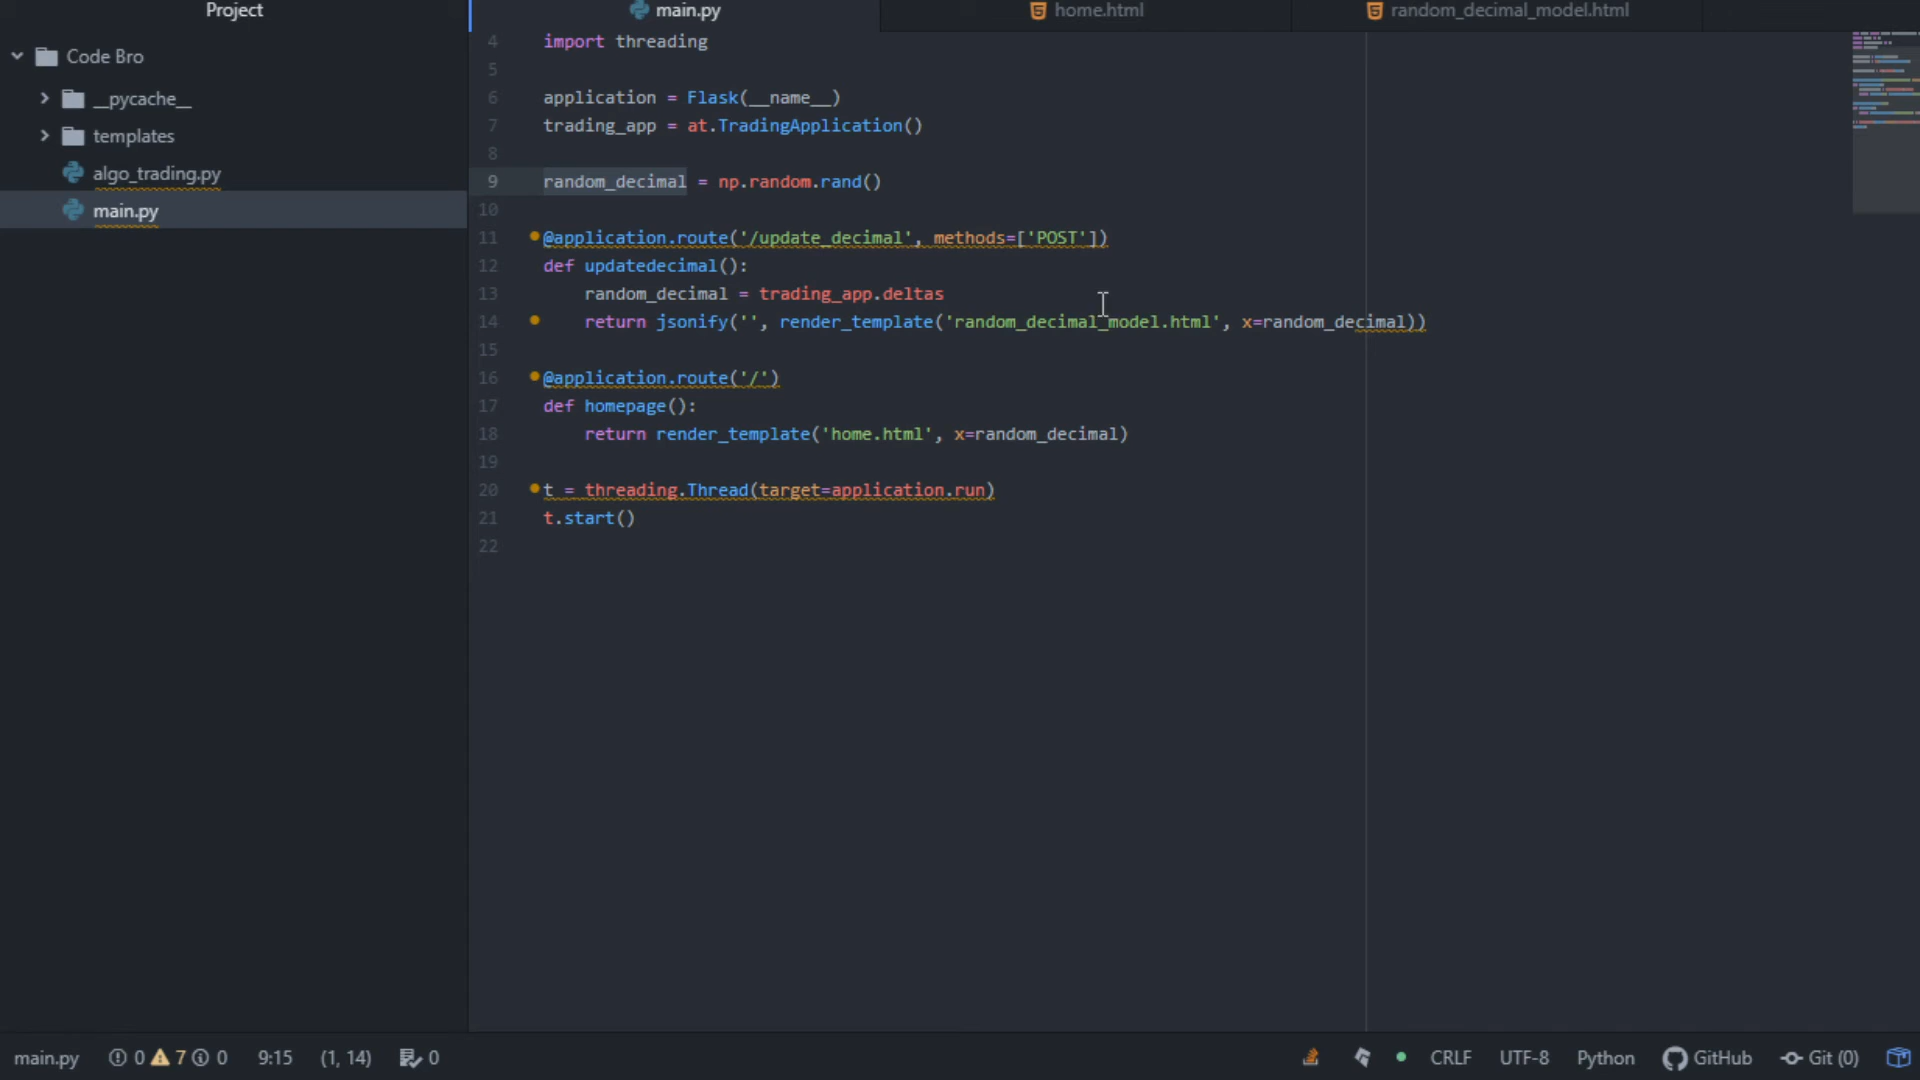 Project
main.py
home.html
random_decimal_model.html
Code Bro
__pycache__
templates
algo_trading.py
main.py
4 import threading
5
6 application = Flask(__name__)
7 trading_app = at.TradingApplication()
8
9 random_decimal = np.random.rand()
10
11 @application.route('/update_decimal', methods=['POST'])
12 def updatedecimal():
13     random_decimal = trading_app.deltas
14     return jsonify('', render_template('random_decimal_model.html', x=random_decimal))
15
16 @application.route('/')
17 def homepage():
18     return render_template('home.html', x=random_decimal)
19
20 t = threading.Thread(target=application.run)
21 t.start()
22
main.py 0 7 0 9:15 (1, 14) 0 CRLF UTF-8 Python GitHub Git (0)